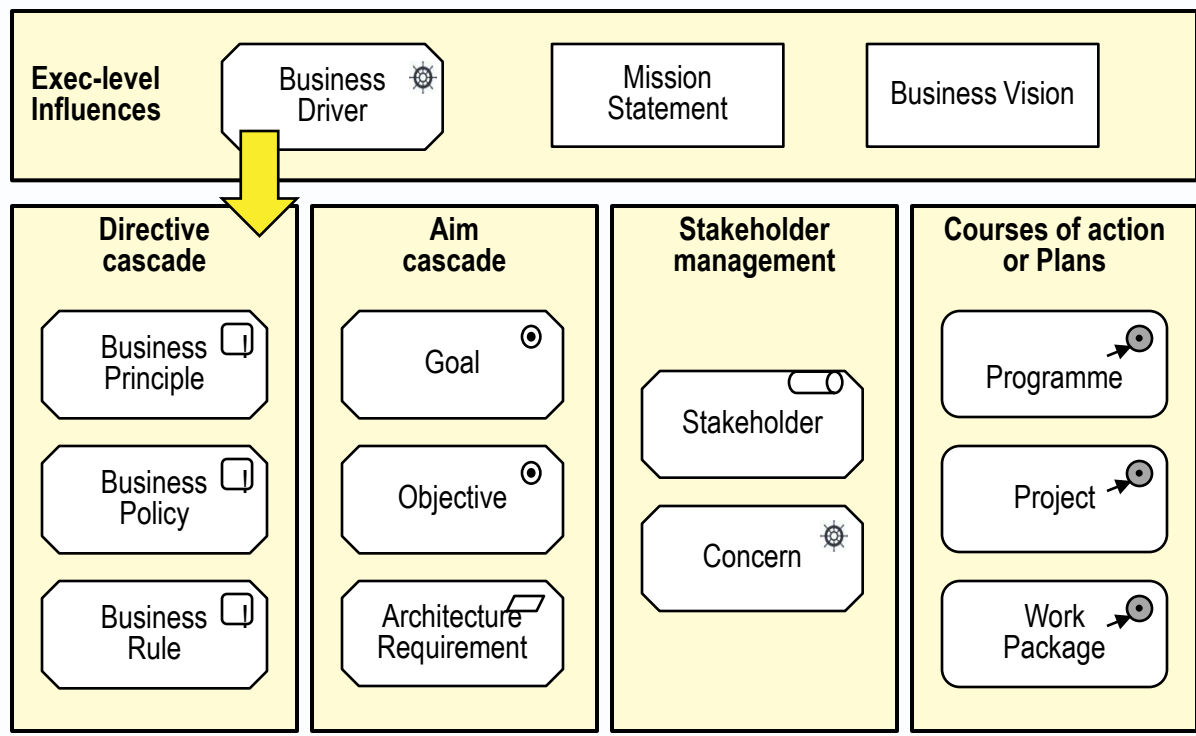 Exec-level
Influences
Business
Driver
Mission
Statement
Business Vision
Directive
cascade
Business
Principle
Business
Policy
Business
Rule
Aim
cascade
Goal
Objective
Architecture
Requirement
Stakeholder
management
Stakeholder
Concern
Courses of action
or Plans
Programme
Project
Work
Package